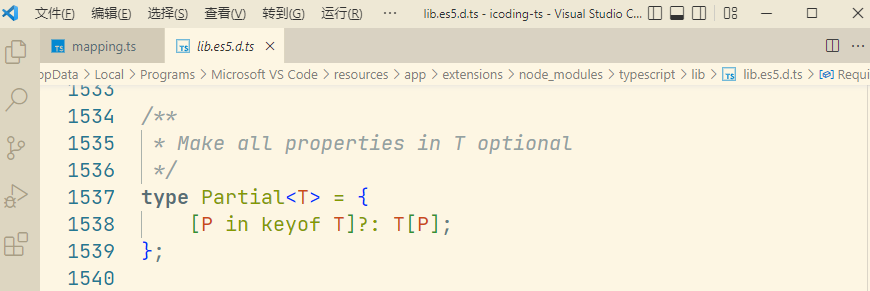 文件(F) 编辑(E) 选择(S) 查看(V) 转到(G) 运行(R) ··· lib.es5.d.ts - icoding-ts - Visual Studio C...
TS mapping.ts TS lib.es5.d.ts × ···
ppData > Local > Programs > Microsoft VS Code > resources > app > extensions > node_modules > typescript > lib > TS lib.es5.d.ts > Requi
1533
1534 /**
1535  * Make all properties in T optional
1536  */
1537 type Partial<T> = {
1538     [P in keyof T]?: T[P];
1539 };
1540